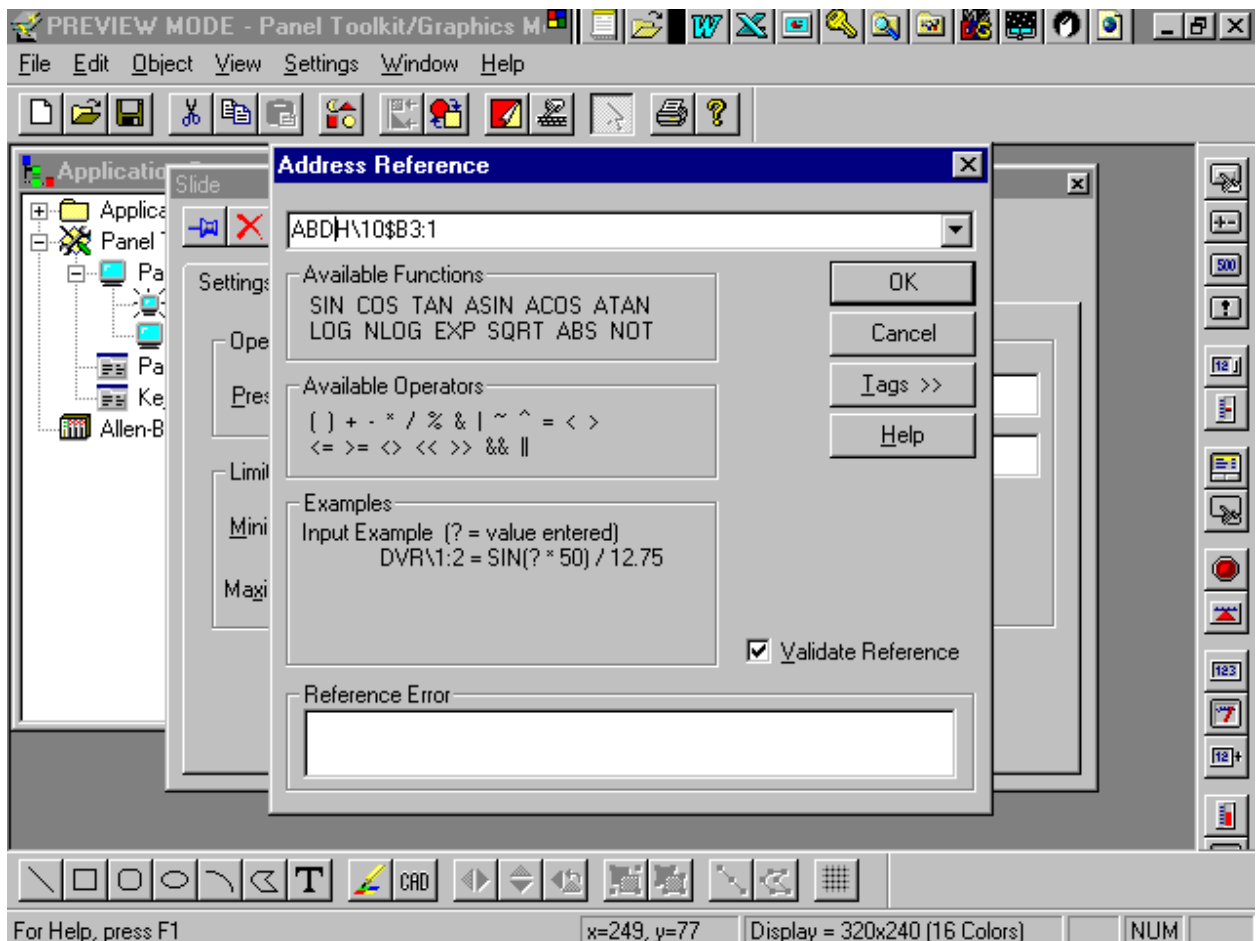 PREVIEW MODE - Panel Toolkit/Graphics M
File Edit Object View Settings Window Help
Application
Applica
Panel T
Pa
Pa
Ke
Allen-B
Slide
Settings
Ope
Pres
Limit
Mini
Maxi
Address Reference
ABDH\10$B3:1
Available Functions
SIN COS TAN ASIN ACOS ATAN
LOG NLOG EXP SQRT ABS NOT
Available Operators
( ) + - * / % & | ~ ^ = < >
<= >= <> << >> && ||
Examples
Input Example (? = value entered)
DVR\1:2 = SIN(? * 50) / 12.75
Reference Error
OK
Cancel
Tags >>
Help
Validate Reference
500
12
123
12+
T
CAD
For Help, press F1
x=249, y=77
Display = 320x240 (16 Colors)
NUM